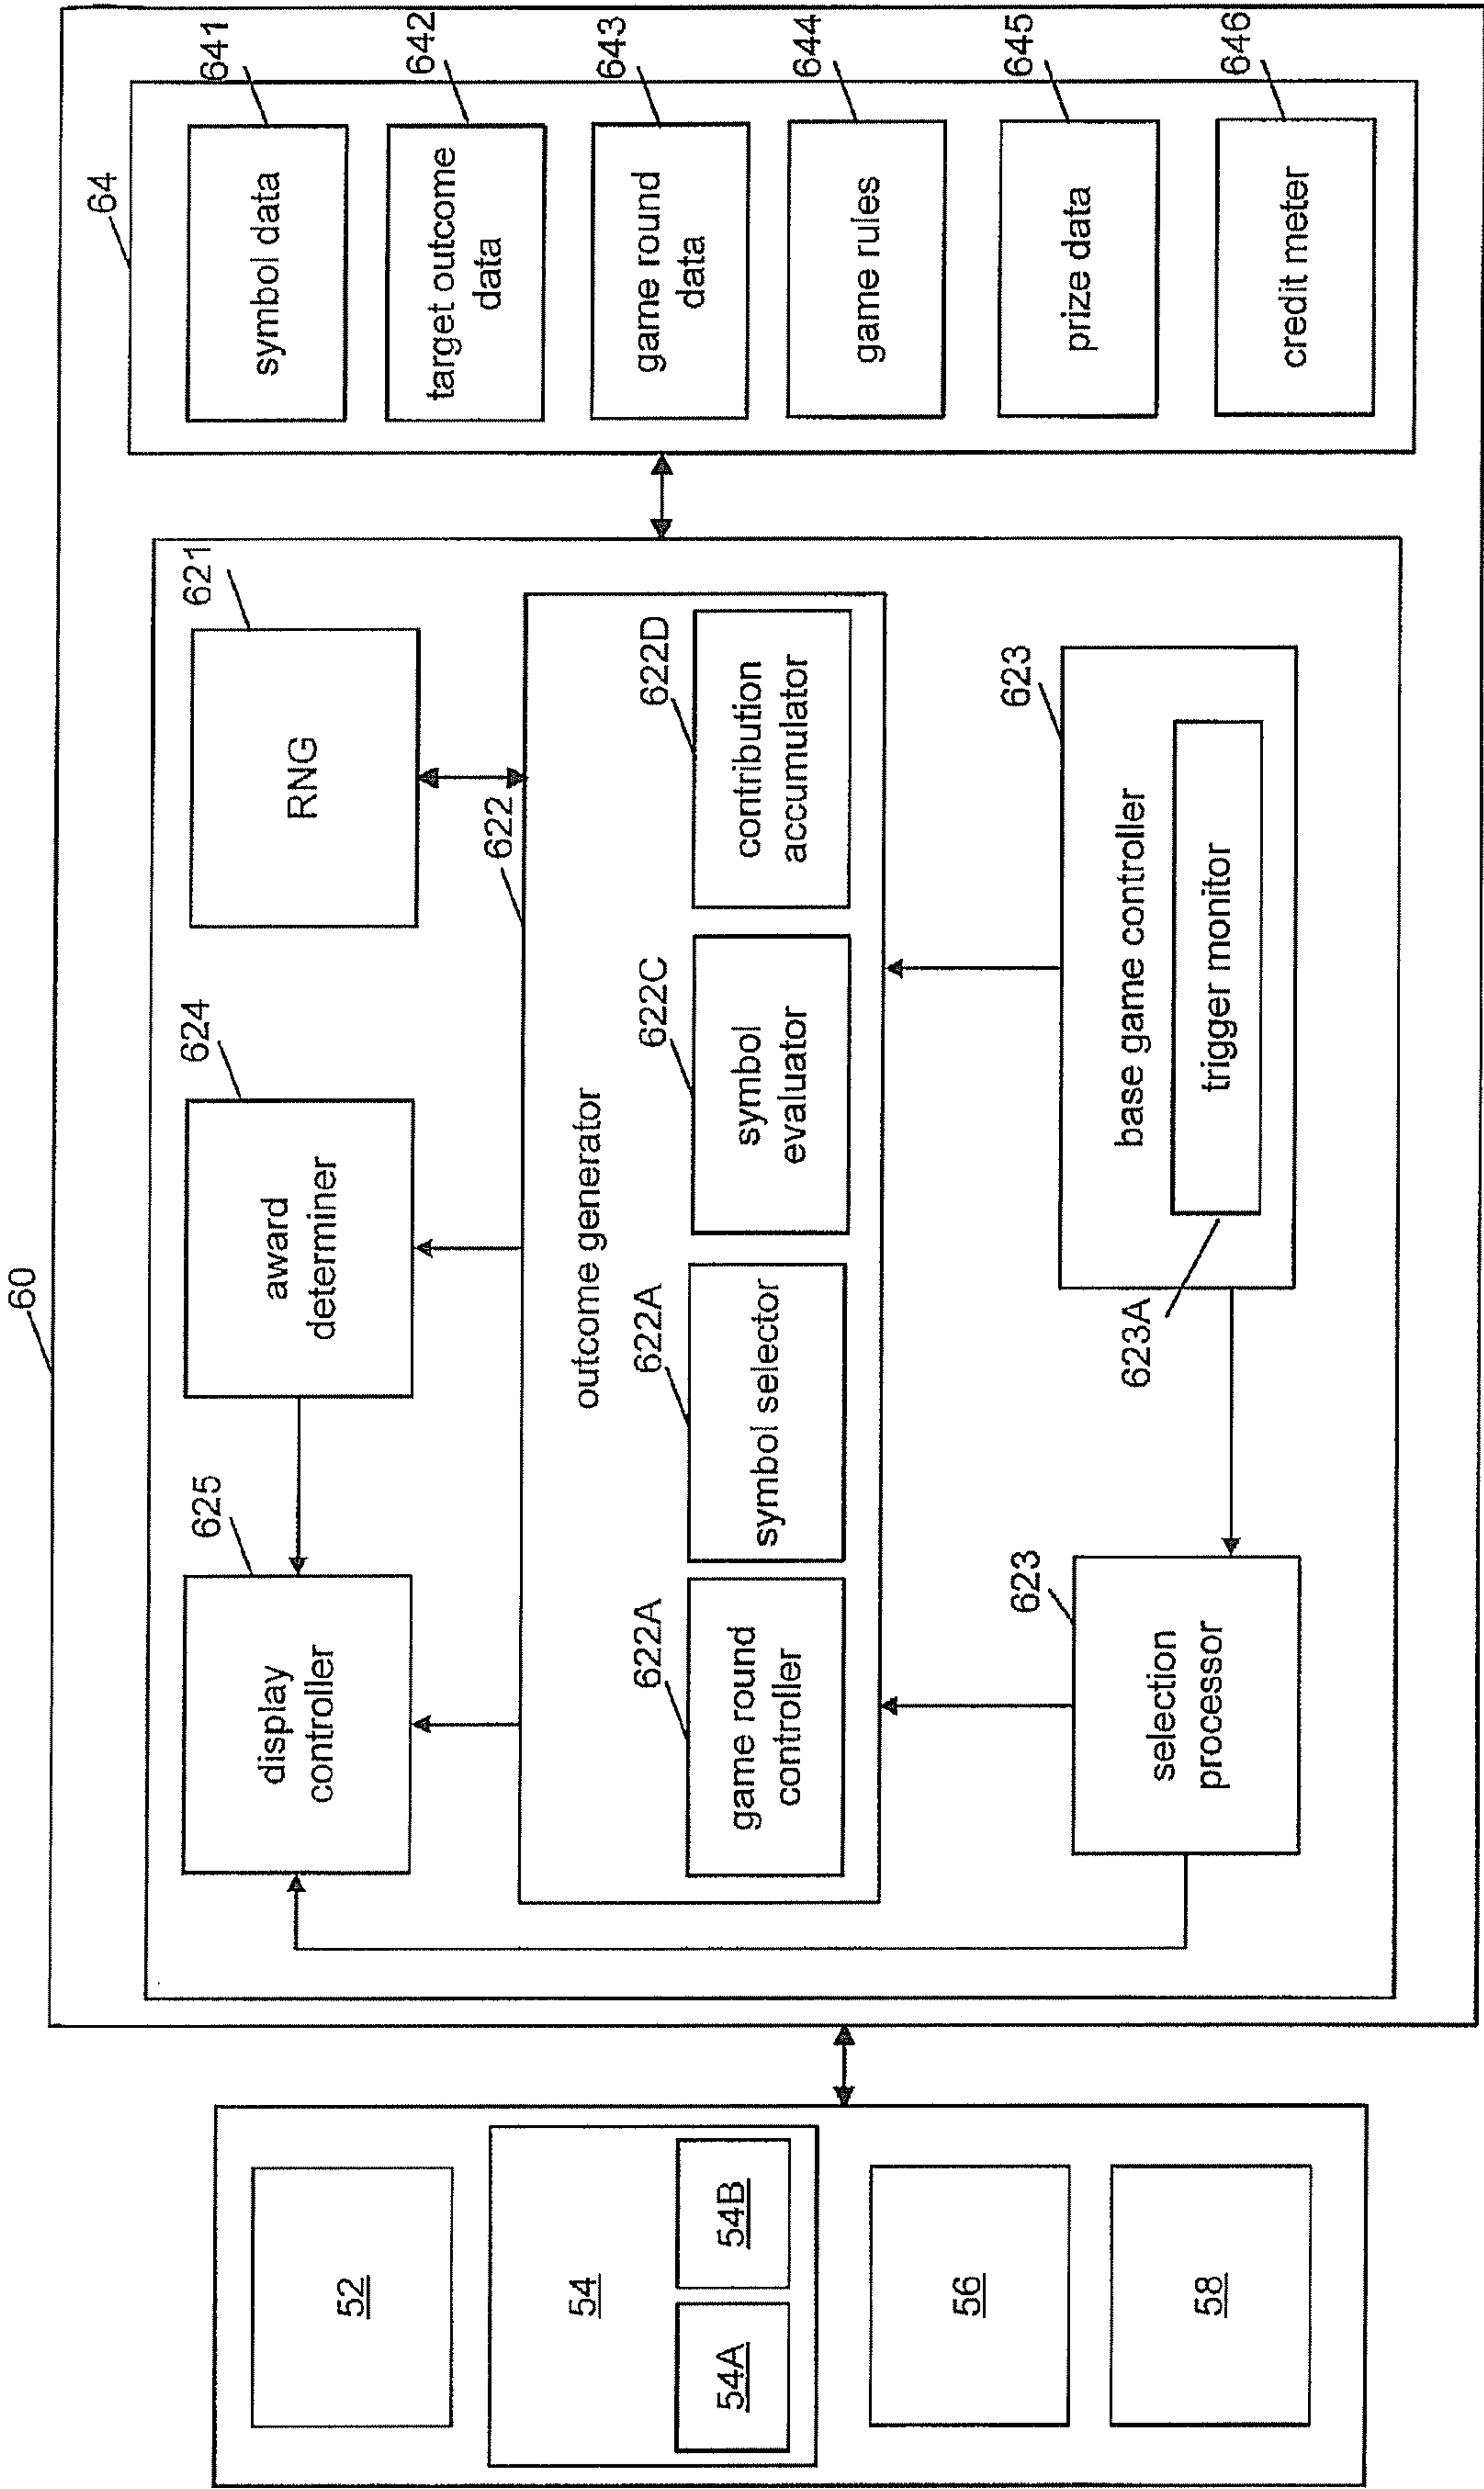 60
64
symbol data
641
target outcome
data
642
game round
data
643
game rules
644
prize data
645
credit meter
646
display
controller
625
award
determiner
624
RNG
621
622
outcome generator
game round
controller
622A
symbol selector
622A
symbol
evaluator
622C
contribution
accumulator
622D
selection
processor
623
base game controller
623
trigger monitor
623A
52
54
54A
54B
56
58